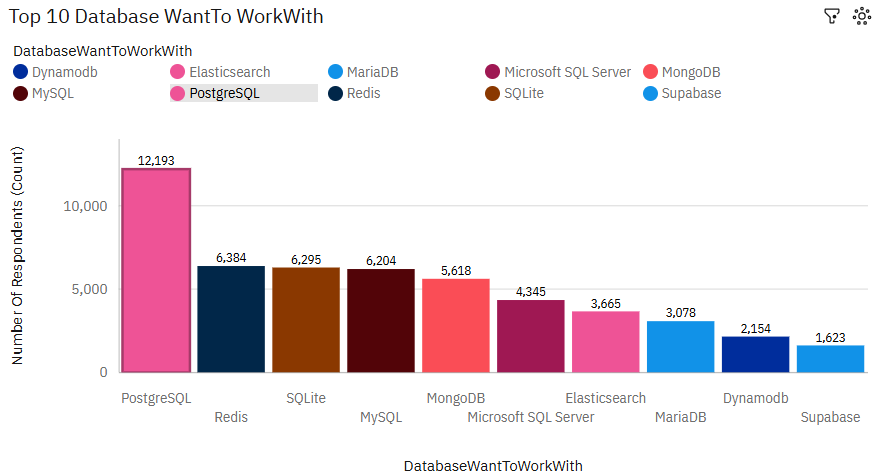 Top 10 Database WantTo WorkWith
DatabaseWantToWorkWith
Dynamodb Elasticsearch MariaDB Microsoft SQL Server MongoDB
MySQL PostgreSQL Redis SQLite Supabase
Number Of Respondents (Count)
12,193
10,000
6,384 6,295 6,204 5,618
5,000
4,345 3,665 3,078 2,154 1,623
0
PostgreSQL SQLite MongoDB Elasticsearch Dynamodb
Redis MySQL Microsoft SQL Server MariaDB Supabase
DatabaseWantToWorkWith